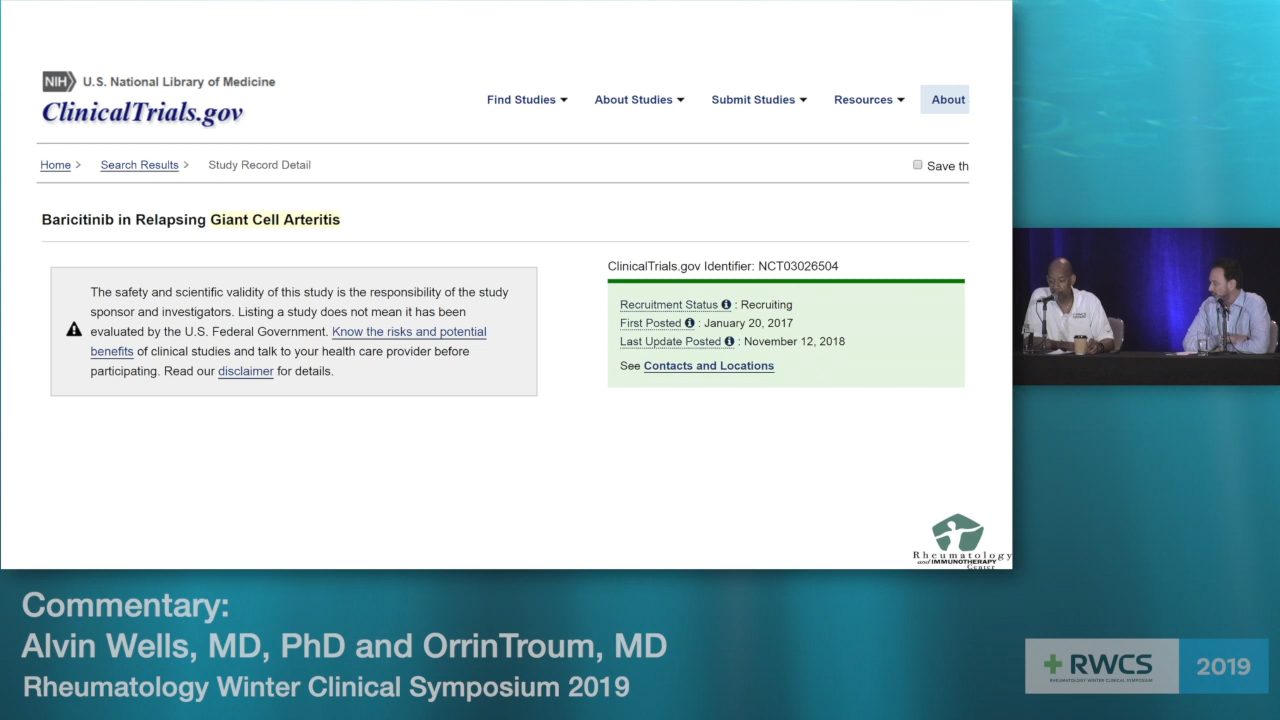 NIH U.S. National Library of Medicine
ClinicalTrials.gov
Find Studies About Studies Submit Studies Resources About
Home > Search Results > Study Record Detail
Save th
Baricitinib in Relapsing Giant Cell Arteritis
The safety and scientific validity of this study is the responsibility of the study
sponsor and investigators. Listing a study does not mean it has been
evaluated by the U.S. Federal Government. Know the risks and potential
benefits of clinical studies and talk to your health care provider before
participating. Read our disclaimer for details.
ClinicalTrials.gov Identifier: NCT03026504
Recruitment Status : Recruiting
First Posted : January 20, 2017
Last Update Posted : November 12, 2018
See Contacts and Locations
Rheumatology
and IMMUNOTHERAPY
Center
Commentary:
Alvin Wells, MD, PhD and OrrinTroum, MD
Rheumatology Winter Clinical Symposium 2019
RWCS
RHEUMATOLOGY WINTER CLINICAL SYMPOSIUM
2019